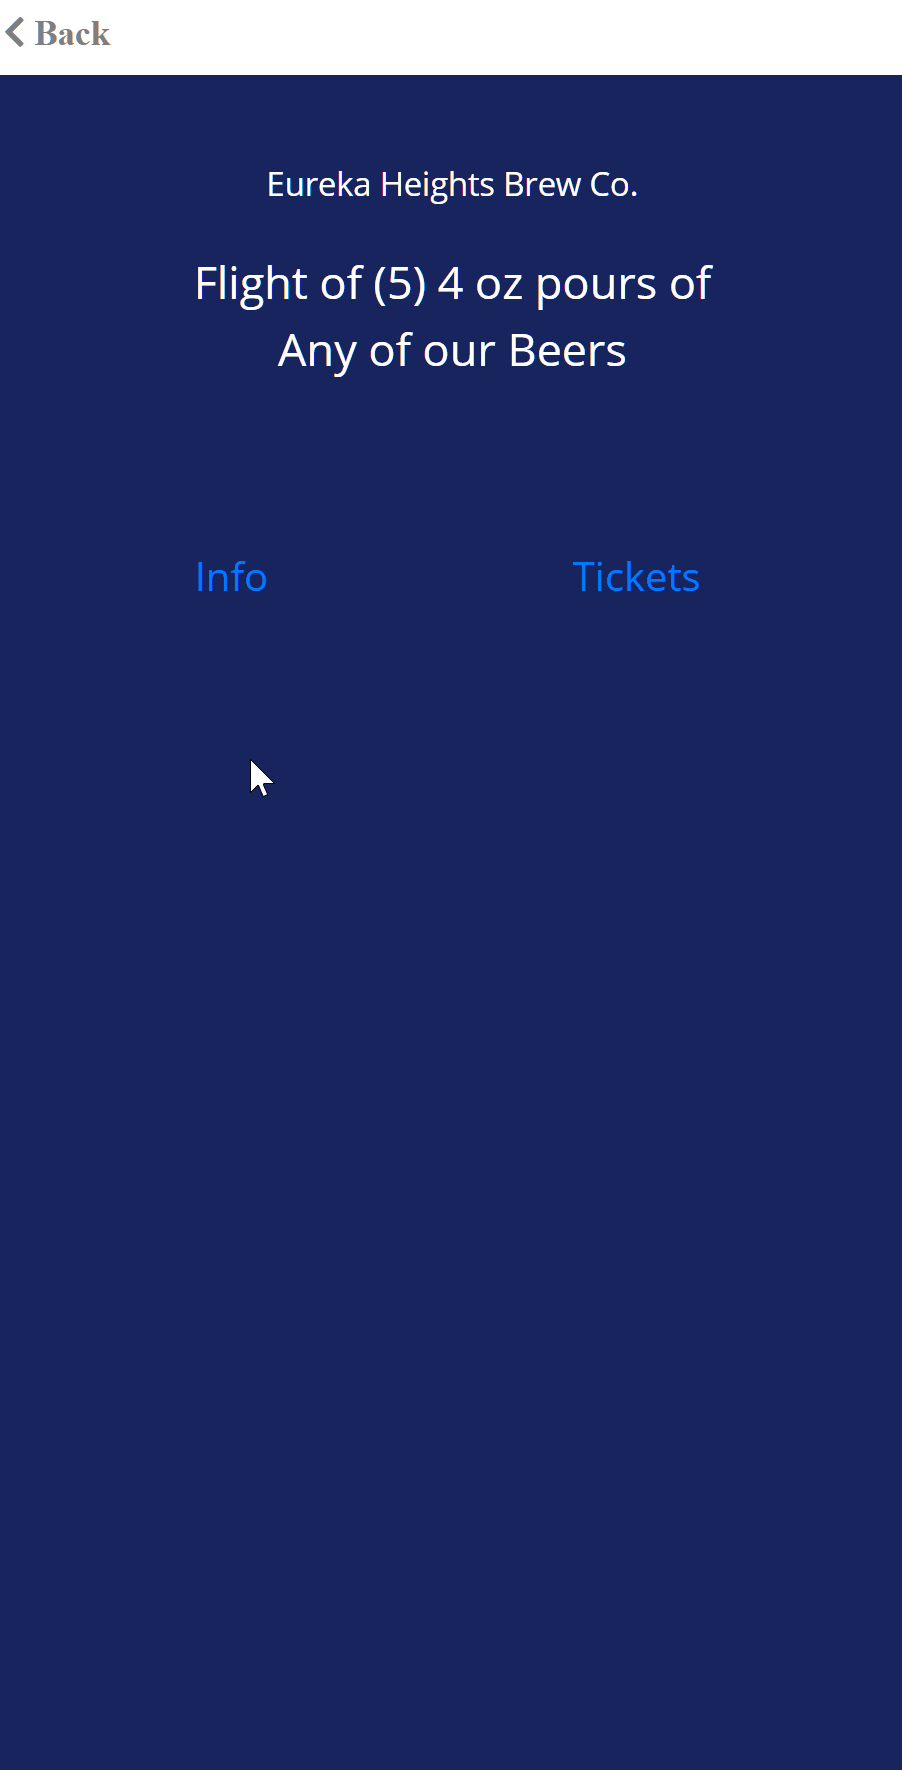 Back
Eureka Heights Brew Co.
Flight of (5) 4 oz pours of
Any of our Beers
Info
Tickets